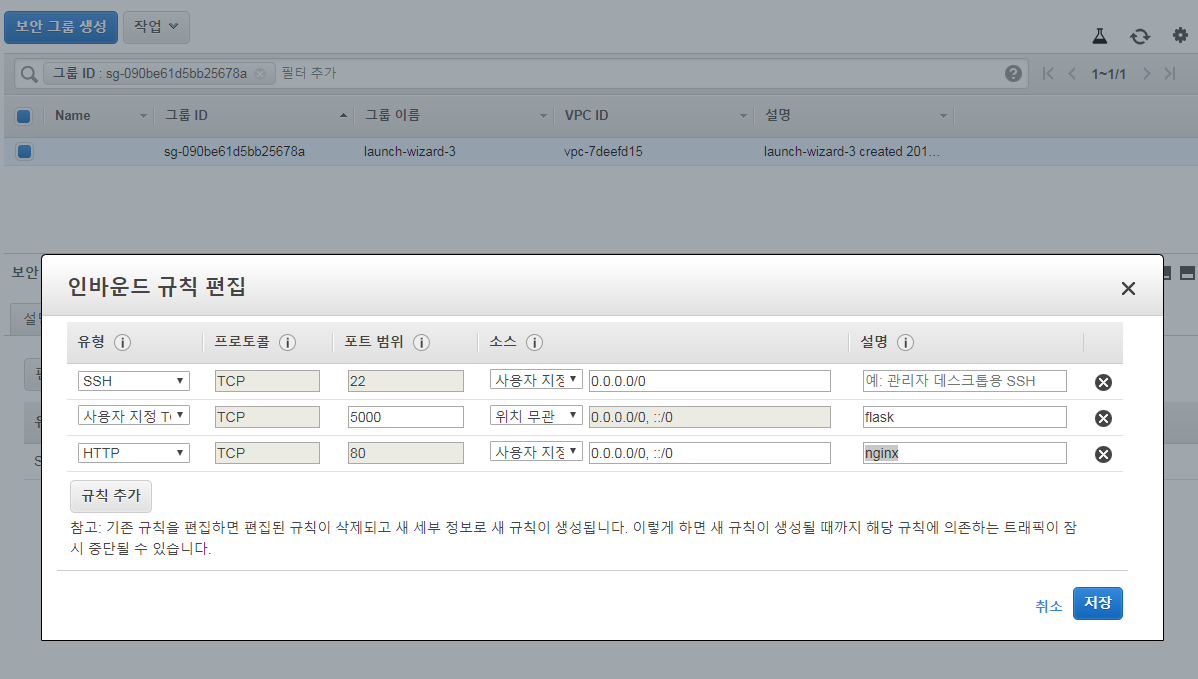 보안 그룹 생성 작업
그룹 ID : sg-090be61d5bb25678a 필터 추가 1~1/1
Name 그룹 ID 그룹 이름 VPC ID 설명
sg-090be61d5bb25678a launch-wizard-3 vpc-7deefd15 launch-wizard-3 created 201...
보안
인바운드 규칙 편집
유형 프로토콜 포트 범위 소스 설명
SSH TCP 22 사용자 지정 0.0.0.0/0 예: 관리자 데스크톱용 SSH
사용자 지정 TCP 5000 위치 무관 0.0.0.0/0, ::/0 flask
HTTP TCP 80 사용자 지정 0.0.0.0/0, ::/0 nginx
규칙 추가
참고: 기존 규칙을 편집하면 편집된 규칙이 삭제되고 새 세부 정보로 새 규칙이 생성됩니다. 이렇게 하면 새 규칙이 생성될 때까지 해당 규칙에 의존하는 트래픽이 잠
시 중단될 수 있습니다.
취소 저장